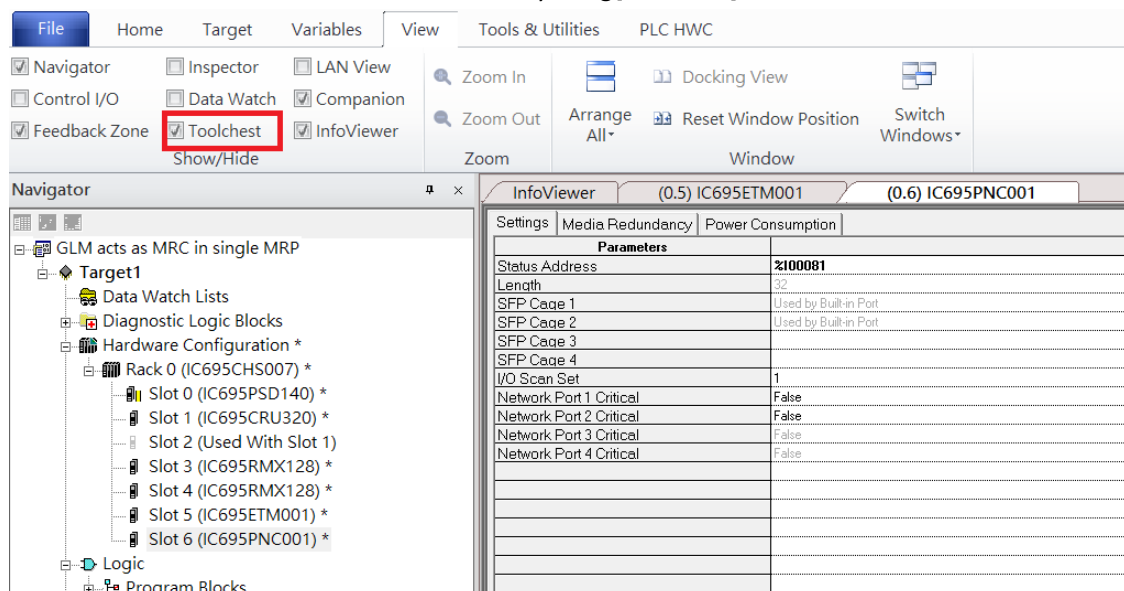 File Home Target Variables View Tools & Utilities PLC HWC
Navigator Inspector LAN View
Control I/O Data Watch Companion
Feedback Zone Toolchest InfoViewer
Show/Hide
Zoom In
Zoom Out
Zoom
Arrange All
Docking View
Reset Window Position
Switch Windows
Window
Navigator
GLM acts as MRC in single MRP
Target1
Data Watch Lists
Diagnostic Logic Blocks
Hardware Configuration *
Rack 0 (IC695CHS007) *
Slot 0 (IC695PSD140) *
Slot 1 (IC695CRU320) *
Slot 2 (Used With Slot 1)
Slot 3 (IC695RMX128) *
Slot 4 (IC695RMX128) *
Slot 5 (IC695ETM001) *
Slot 6 (IC695PNC001) *
Logic
Program Blocks
InfoViewer (0.5) IC695ETM001 (0.6) IC695PNC001
Settings Media Redundancy Power Consumption
Parameters
Status Address %I00081
Length 32
SFP Cage 1 Used by Built-in Port
SFP Cage 2 Used by Built-in Port
SFP Cage 3
SFP Cage 4
I/O Scan Set 1
Network Port 1 Critical False
Network Port 2 Critical False
Network Port 3 Critical False
Network Port 4 Critical False